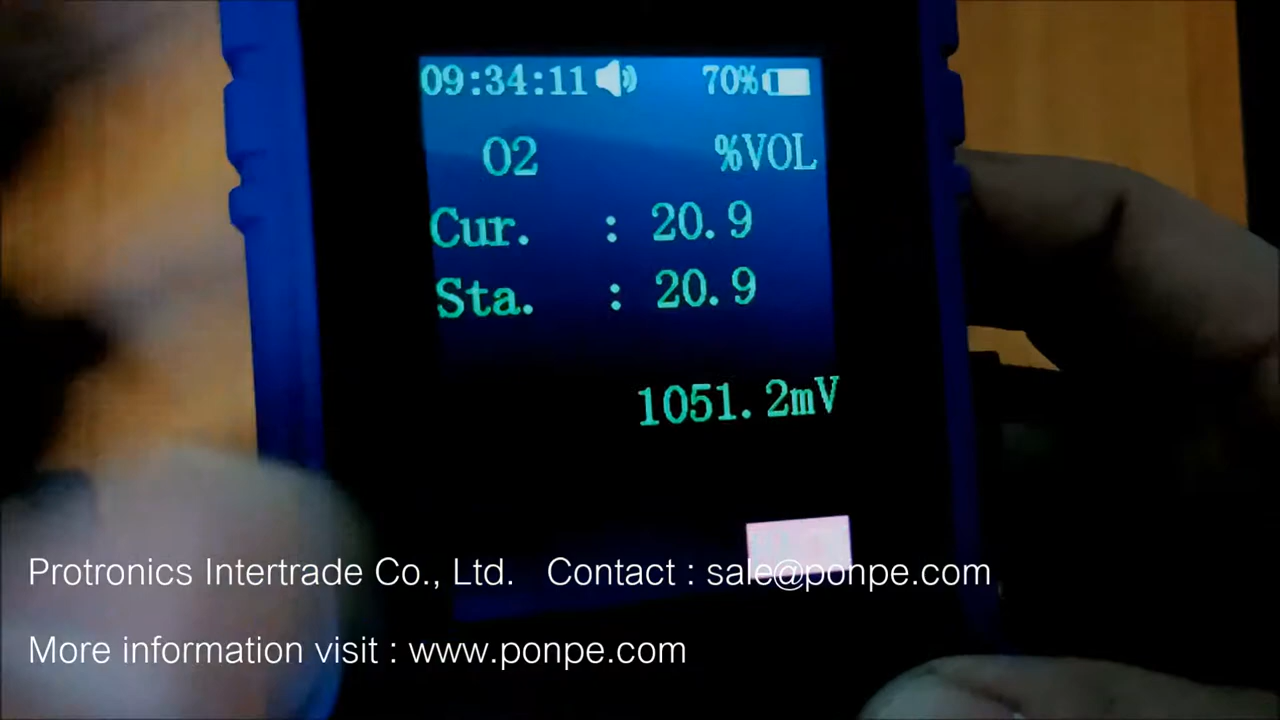 09:34:11 70%
O2 %VOL
Cur. : 20.9
Sta. : 20.9
1051.2mV
Protronics Intertrade Co., Ltd. Contact : sale@ponpe.com
More information visit : www.ponpe.com